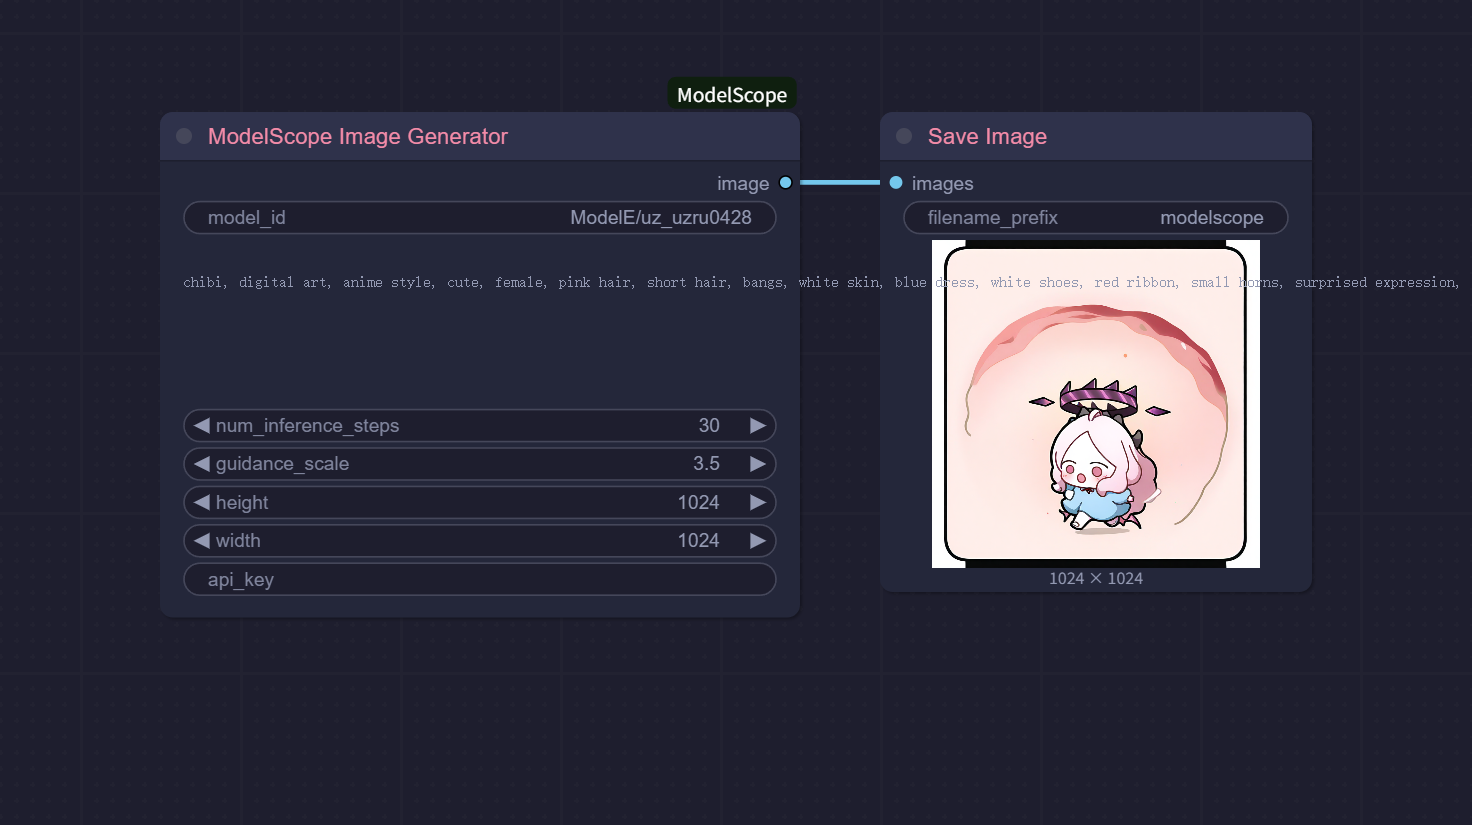 ModelScope
ModelScope Image Generator
image
model_id ModelE/uz_uzru0428
chibi, digital art, anime style, cute, female, pink hair, short hair, bangs, white skin, blue dress, white shoes, red ribbon, small horns, surprised expression,
num_inference_steps 30
guidance_scale 3.5
height 1024
width 1024
api_key
Save Image
images
filename_prefix modelscope
1024 × 1024